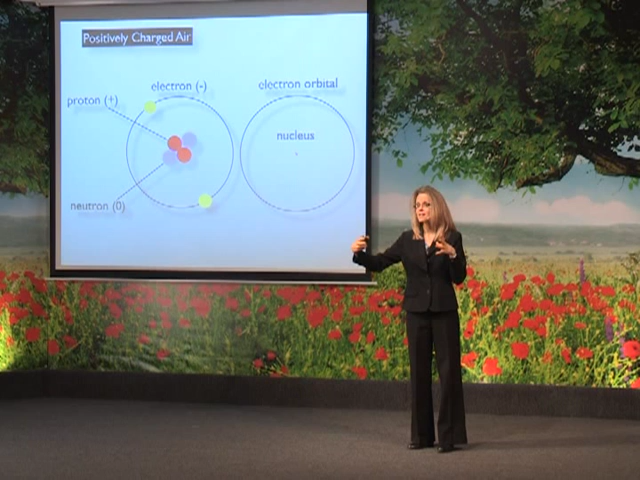 Positively Charged Air
electron (-)
electron orbital
proton (+)
nucleus
neutron (0)